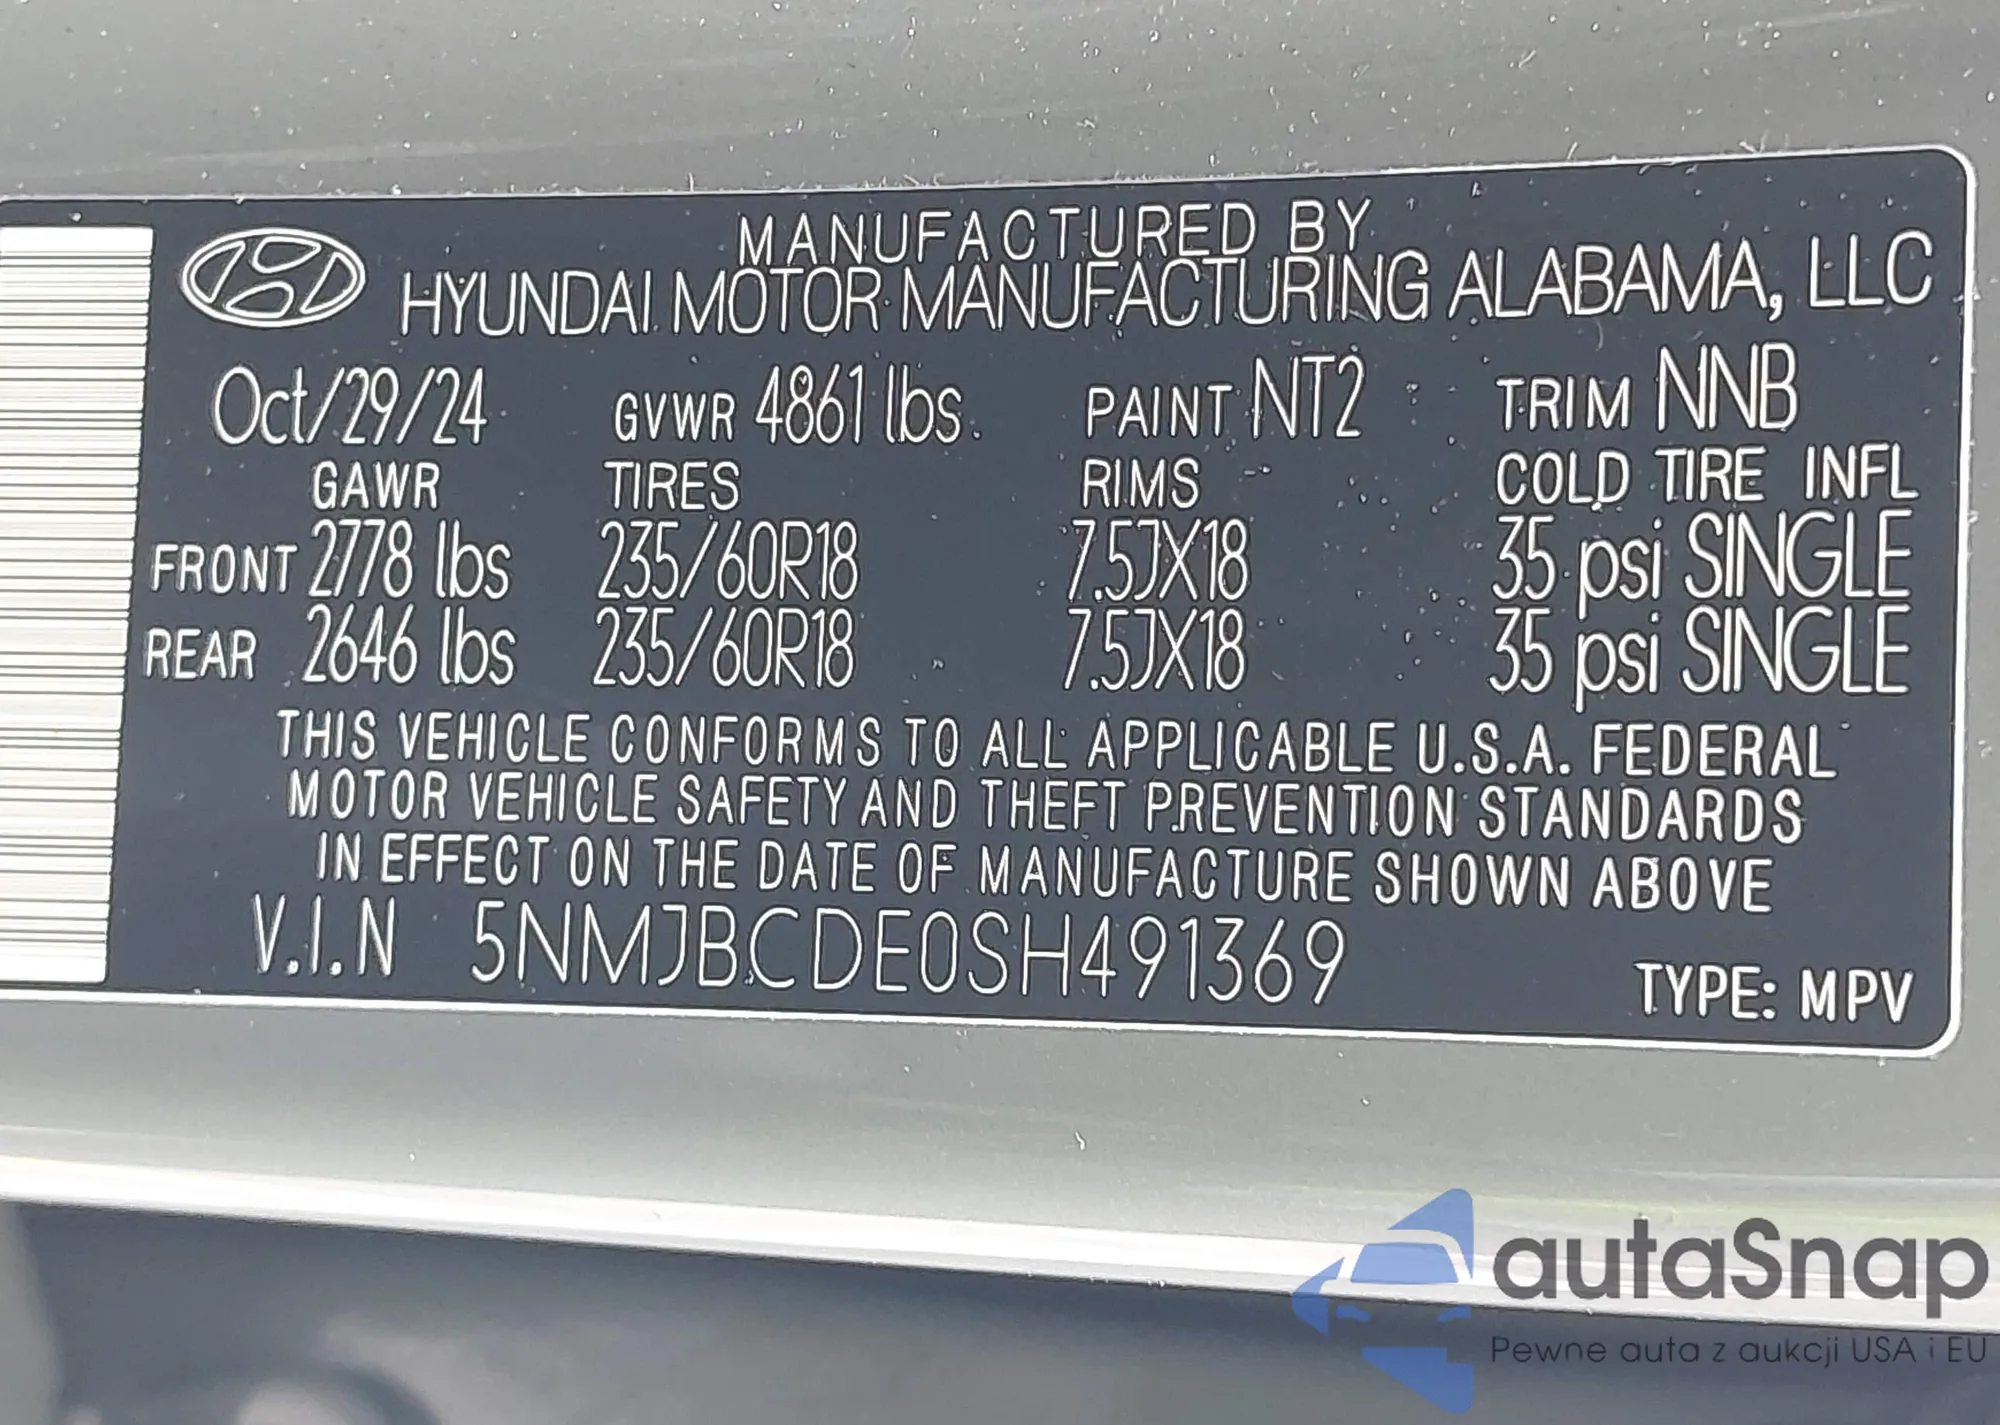 MANUFACTURED BY
HYUNDAI MOTOR MANUFACTURING ALABAMA, LLC
Oct/29/24 GVWR 4861 lbs. PAINT NT2 TRIM NNB
GAWR TIRES RIMS COLD TIRE INFL
FRONT 2778 lbs 235/60R18 7.5JX18 35 psi SINGLE
REAR 2646 lbs 235/60R18 7.5JX18 35 psi SINGLE
THIS VEHICLE CONFORMS TO ALL APPLICABLE U.S.A. FEDERAL
MOTOR VEHICLE SAFETY AND THEFT PREVENTION STANDARDS
IN EFFECT ON THE DATE OF MANUFACTURE SHOWN ABOVE
V.I.N 5NMJBCDE0SH491369
TYPE: MPV
autaSnap
Pewne auta z aukcji USA i EU